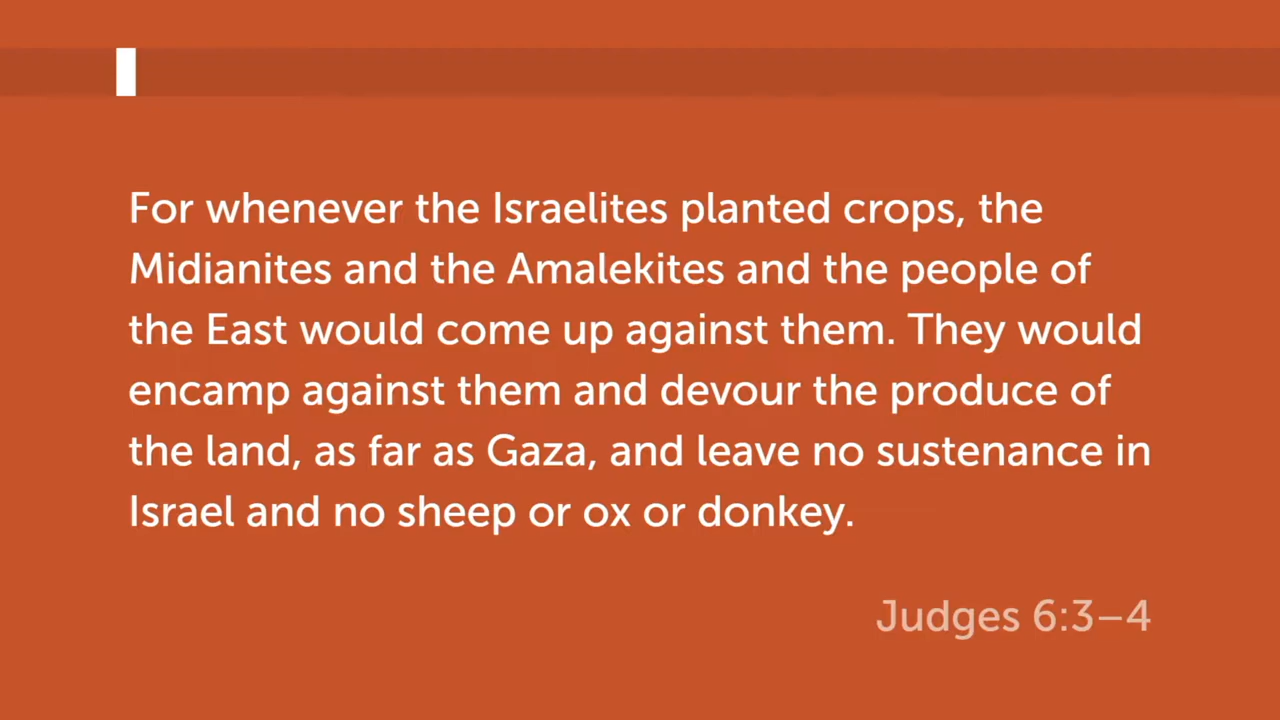 For whenever the Israelites planted crops, the
Midianites and the Amalekites and the people of
the East would come up against them. They would
encamp against them and devour the produce of
the land, as far as Gaza, and leave no sustenance in
Israel and no sheep or ox or donkey.
Judges 6:3–4